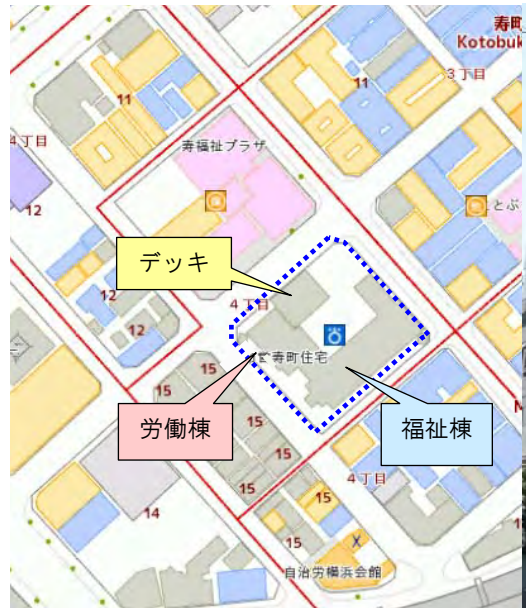 寿町
Kotobuk
3丁目
11
11
4丁目
寿福祉プラザ
12
とぶ
デッキ
12
4丁目
12
寿町住宅
15
15
労働棟
福祉棟
15
15
4丁目
15
15
14
15
自治労横浜会館